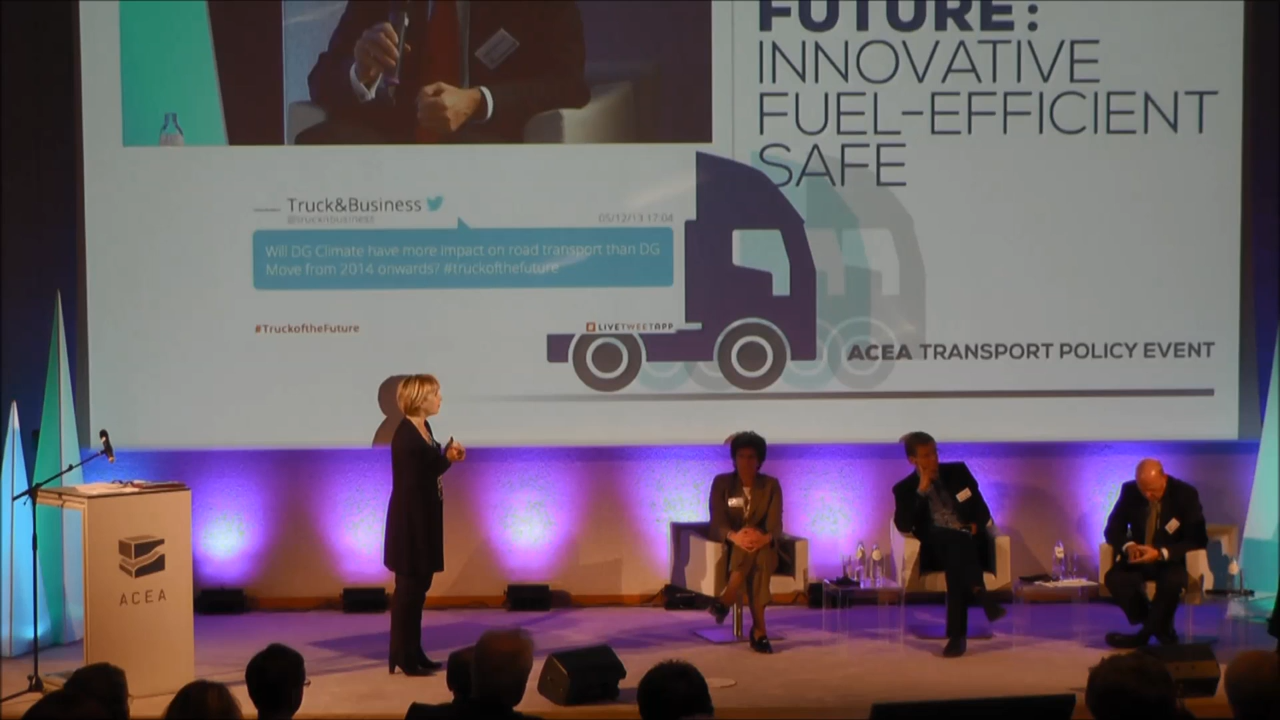 FUTURE:
INNOVATIVE
FUEL-EFFICIENT
SAFE
Truck&Business
@trucknbusiness
05/12/13 17:04
Will DG Climate have more impact on road transport than DG
Move from 2014 onwards? #truckofthefuture
#TruckoftheFuture
LIVETWEETAPP
ACEA TRANSPORT POLICY EVENT
ACEA